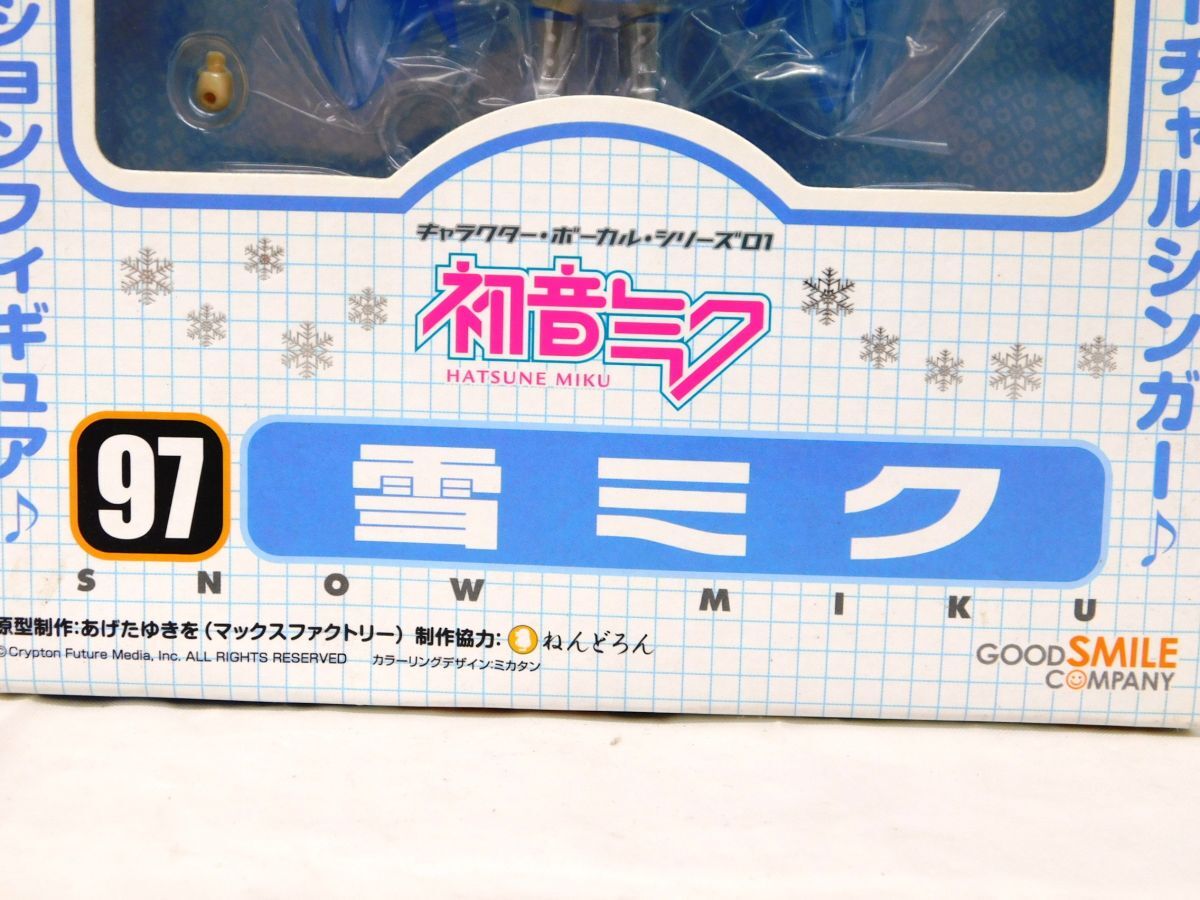 ションフィギュア♪
チャルシンガー♪
キャラクター・ボーカル・シリーズ01
初音ミク
HATSUNE MIKU
97
雪ミク
SNOW MIKU
原型制作:あげたゆきを(マックスファクトリー) 制作協力: ねんどろん
©Crypton Future Media, Inc. ALL RIGHTS RESERVED カラーリングデザイン:ミカタン
GOOD SMILE
COMPANY